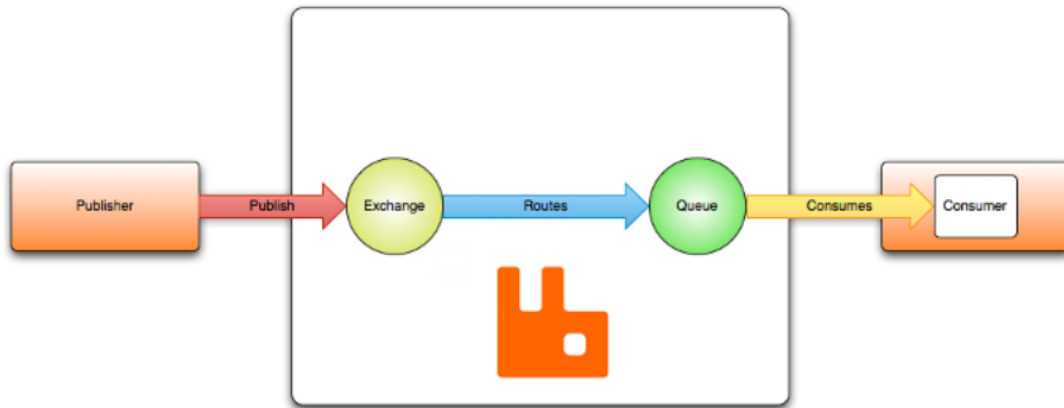 Publisher
Publish
Exchange
Routes
Queue
Consumes
Consumer